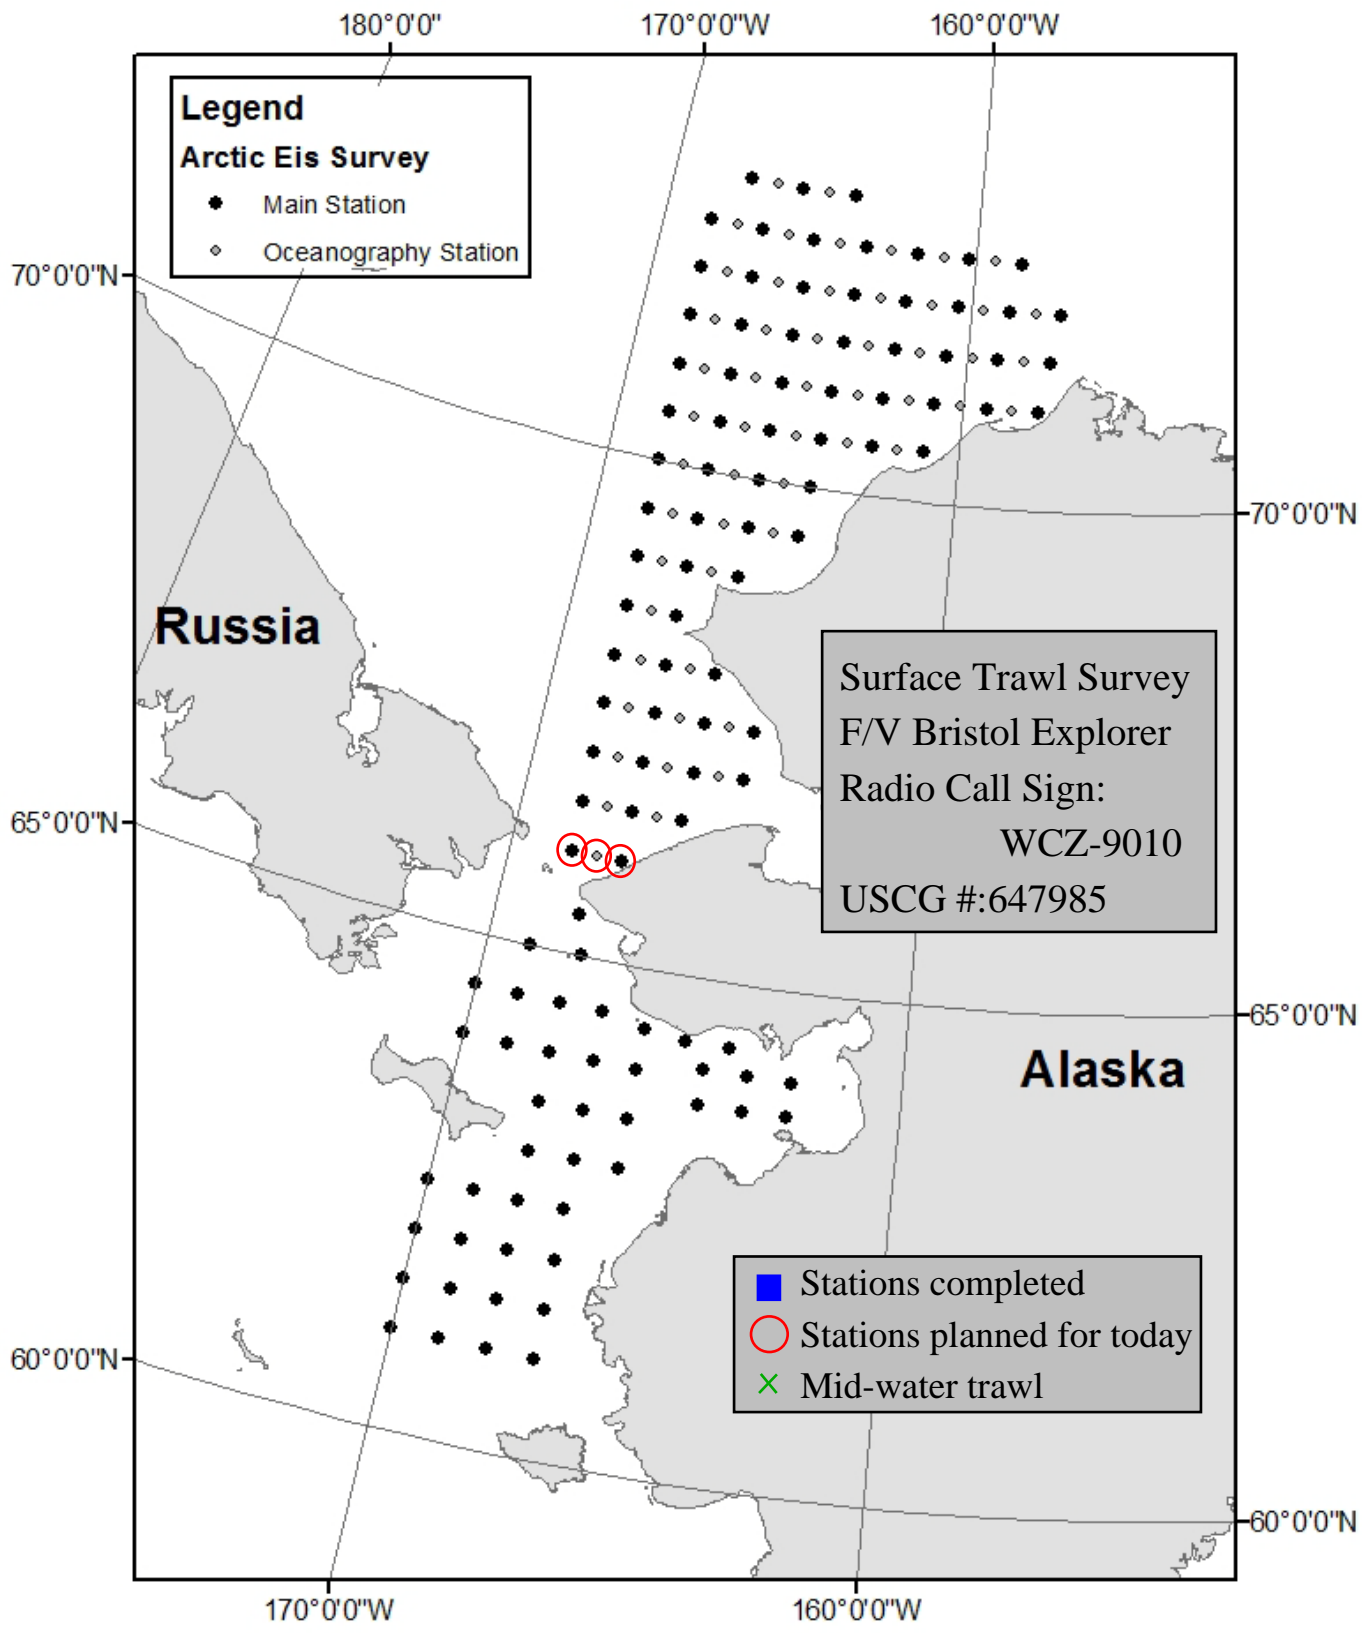 180°0'0"
170°0'0"W
160°0'0"W
Legend
Arctic Eis Survey
Main Station
Oceanography Station
70°0'0"N
70°0'0"N
Russia
Surface Trawl Survey
F/V Bristol Explorer
Radio Call Sign:
WCZ-9010
USCG #:647985
65°0'0"N
65°0'0"N
Alaska
Stations completed
Stations planned for today
Mid-water trawl
60°0'0"N
60°0'0"N
170°0'0"W
160°0'0"W